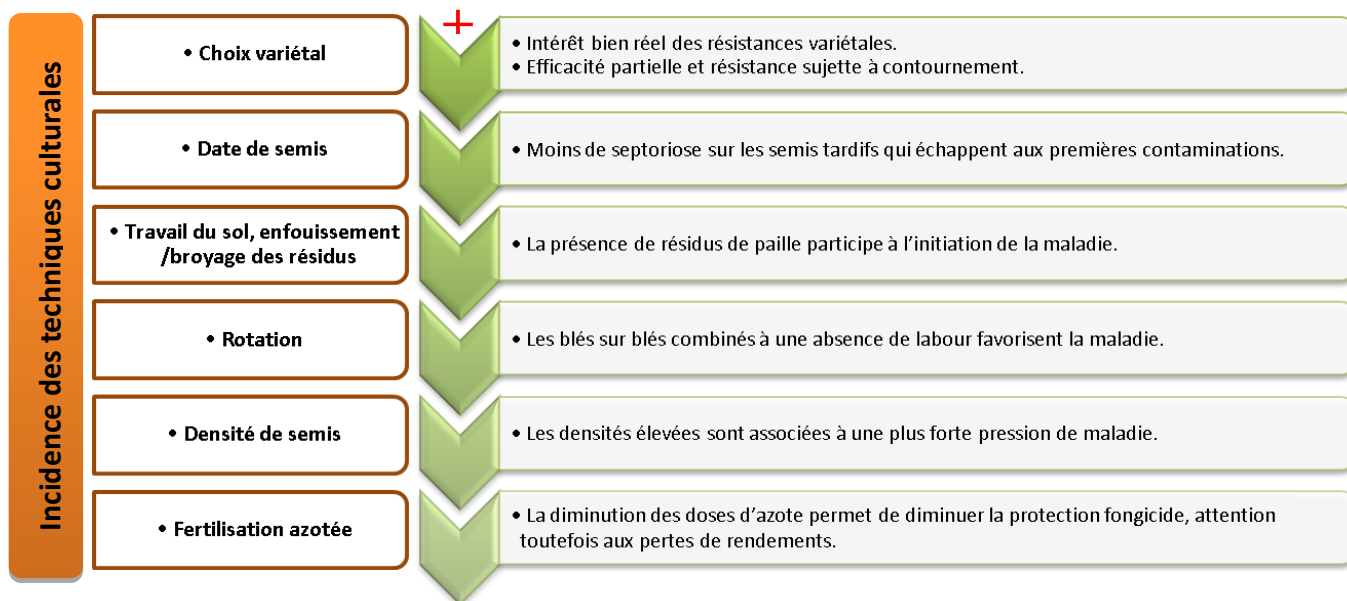 Incidence des techniques culturales
+
• Choix variétal
• Intérêt bien réel des résistances variétales.
• Efficacité partielle et résistance sujette à contournement.
• Date de semis
• Moins de septoriose sur les semis tardifs qui échappent aux premières contaminations.
• Travail du sol, enfouissement
/broyage des résidus
• La présence de résidus de paille participe à l’initiation de la maladie.
• Rotation
• Les blés sur blés combinés à une absence de labour favorisent la maladie.
• Densité de semis
• Les densités élevées sont associées à une plus forte pression de maladie.
• Fertilisation azotée
• La diminution des doses d’azote permet de diminuer la protection fongicide, attention
toutefois aux pertes de rendements.